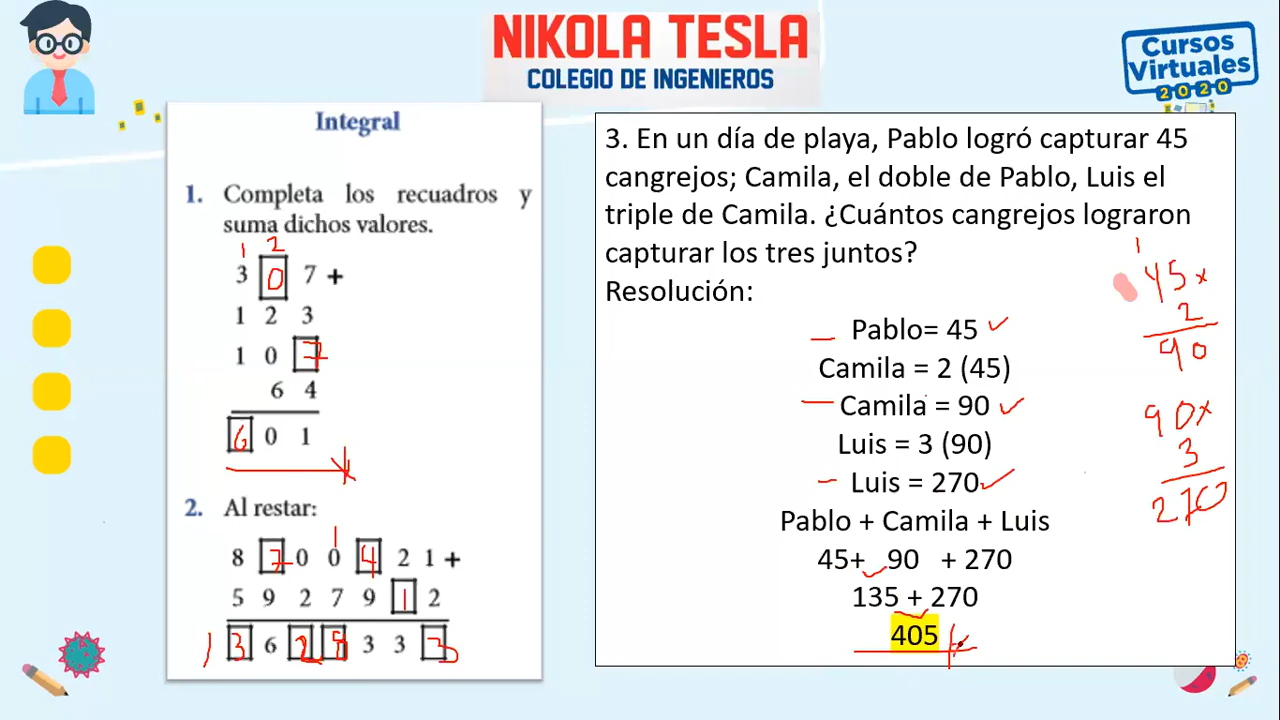 NIKOLA TESLA
COLEGIO DE INGENIEROS
Cursos
Virtuales
2020
Integral
1. Completa los recuadros y
suma dichos valores.
1 2
3 0 7 +
1 2 3
1 0 7
6 4
6 0 1
2. Al restar:
1
8 7 0 0 4 2 1 +
5 9 2 7 9 1 2
1 3 6 2 8 3 3 3
3. En un día de playa, Pablo logró capturar 45
cangrejos; Camila, el doble de Pablo, Luis el
triple de Camila. ¿Cuántos cangrejos lograron
capturar los tres juntos?
Resolución:
Pablo= 45
Camila = 2 (45)
Camila = 90
Luis = 3 (90)
Luis = 270
Pablo + Camila + Luis
45+ 90 + 270
135 + 270
405
1
45x
2
90
90x
3
270